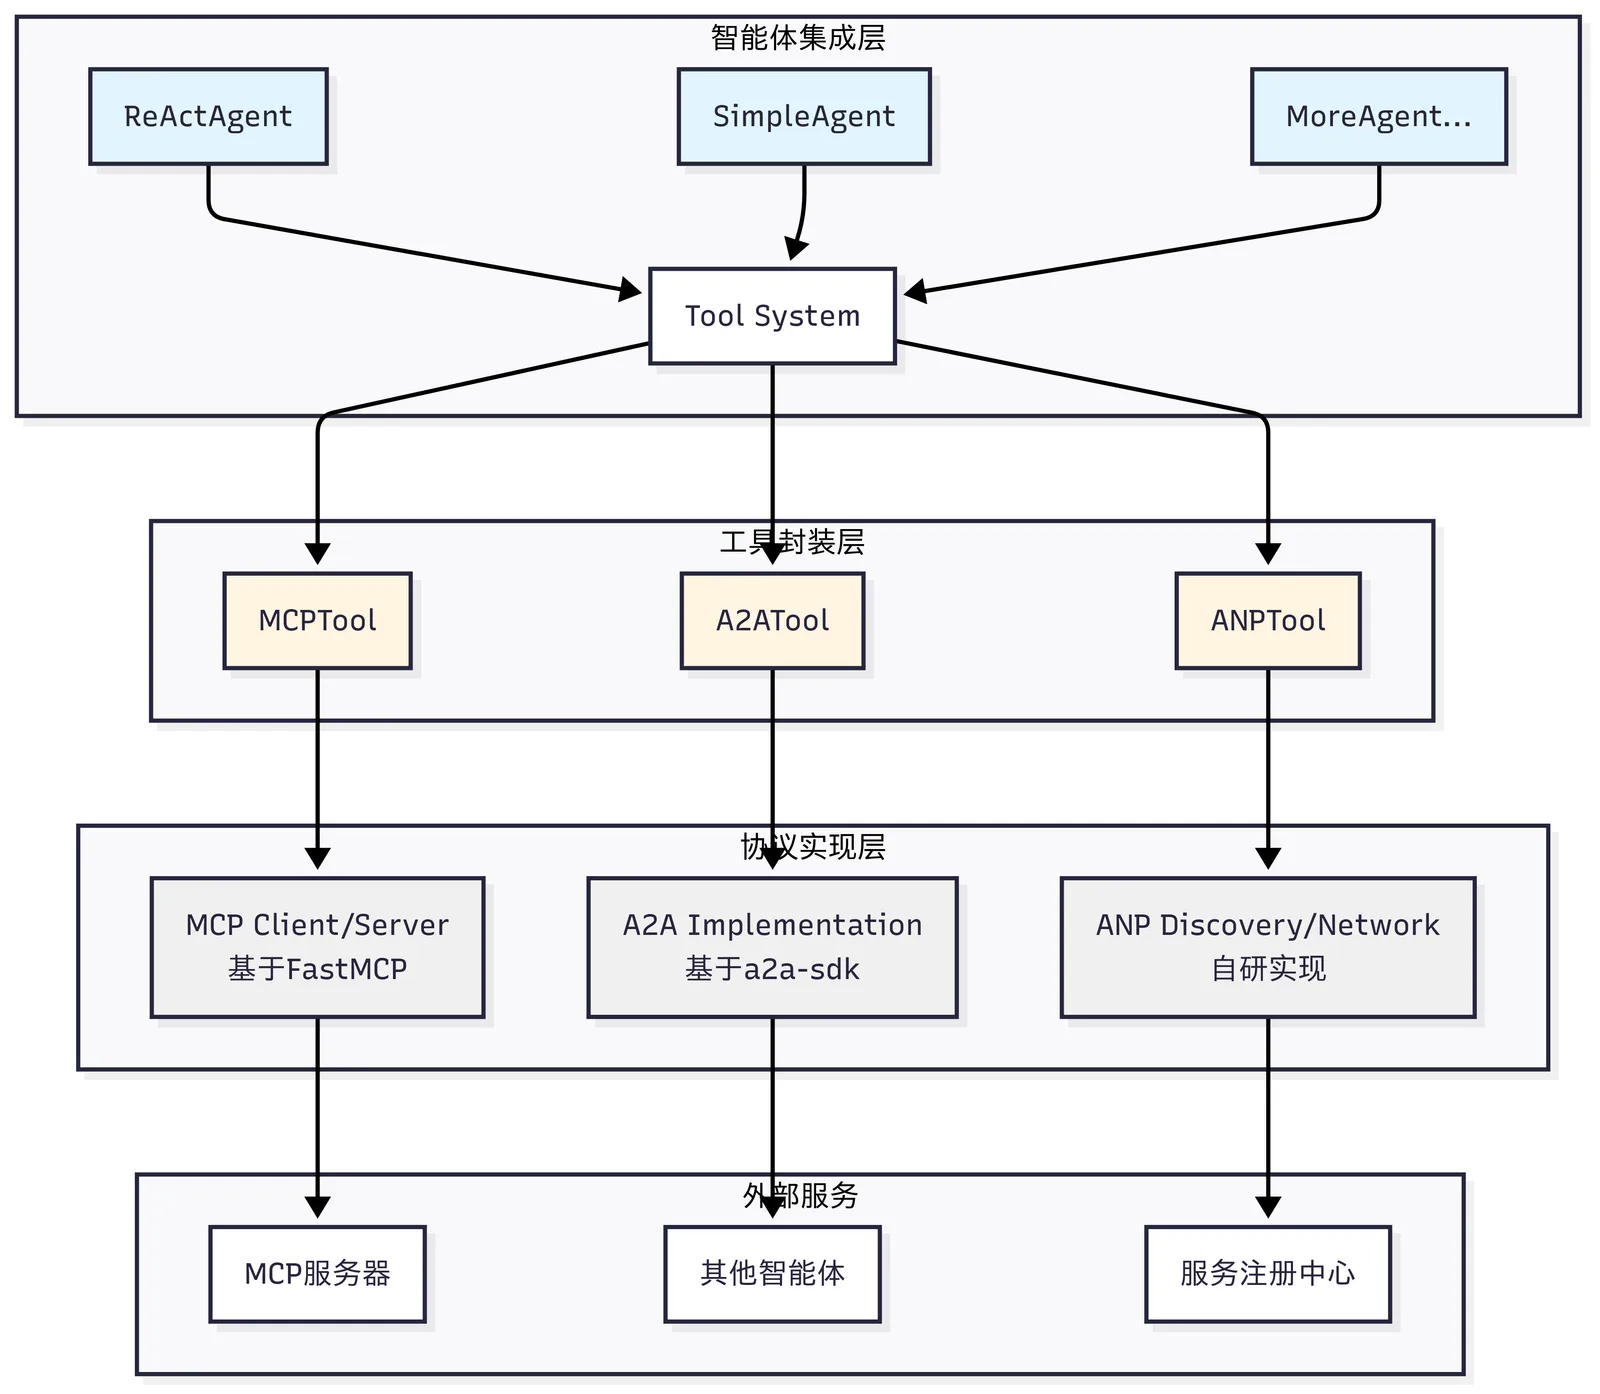 智能体集成层
ReActAgent
SimpleAgent
MoreAgent...
Tool System
工具封装层
MCPTool
A2ATool
ANPTool
协议实现层
MCP Client/Server
基于FastMCP
A2A Implementation
基于a2a-sdk
ANP Discovery/Network
自研实现
外部服务
MCP服务器
其他智能体
服务注册中心